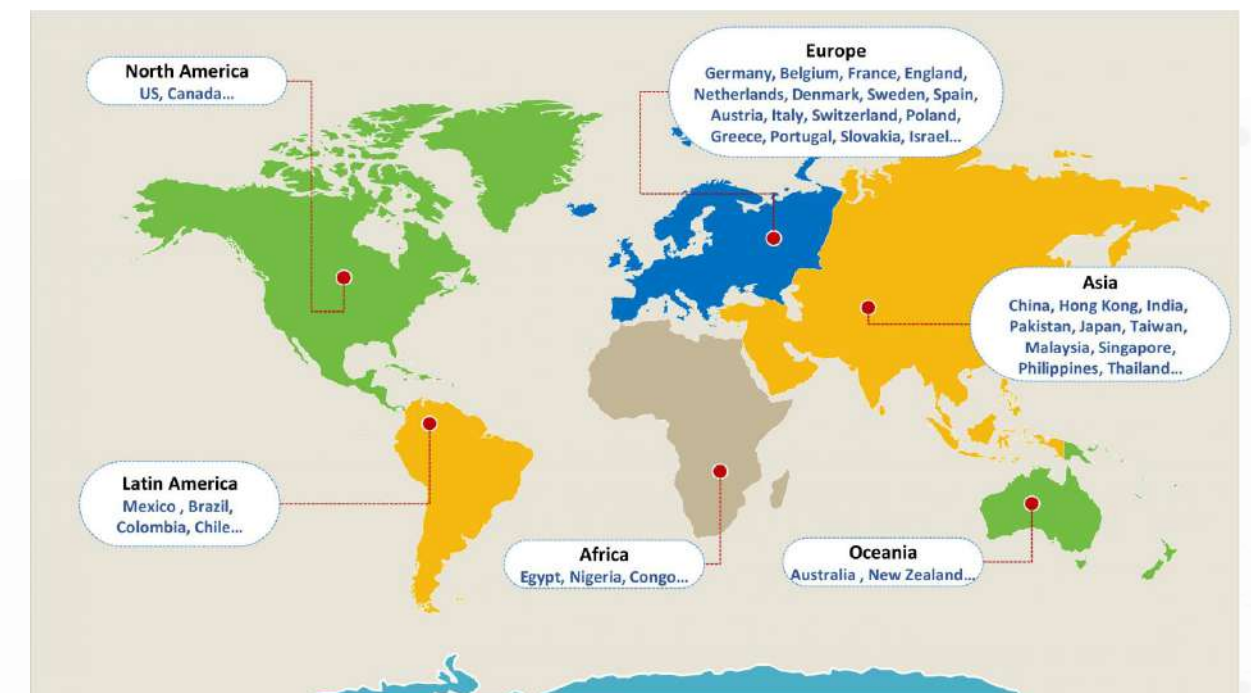 North America
US, Canada...
Europe
Germany, Belgium, France, England,
Netherlands, Denmark, Sweden, Spain,
Austria, Italy, Switzerland, Poland,
Greece, Portugal, Slovakia, Israel...
Asia
China, Hong Kong, India,
Pakistan, Japan, Taiwan,
Malaysia, Singapore,
Philippines, Thailand...
Latin America
Mexico , Brazil,
Colombia, Chile...
Africa
Egypt, Nigeria, Congo...
Oceania
Australia , New Zealand...